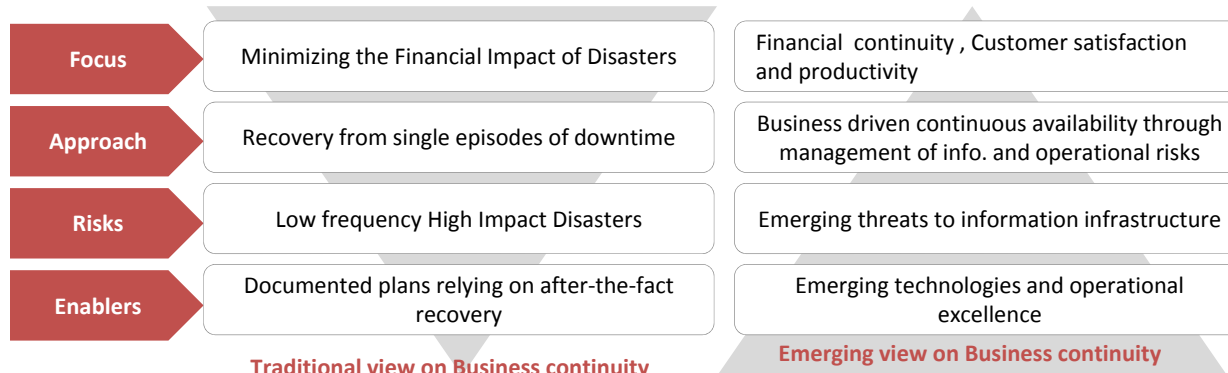 Focus
Minimizing the Financial Impact of Disasters
Financial continuity , Customer satisfaction
and productivity
Approach
Recovery from single episodes of downtime
Business driven continuous availability through
management of info. and operational risks
Risks
Low frequency High Impact Disasters
Emerging threats to information infrastructure
Enablers
Documented plans relying on after-the-fact
recovery
Emerging technologies and operational
excellence
Traditional view on Business continuity
Emerging view on Business continuity